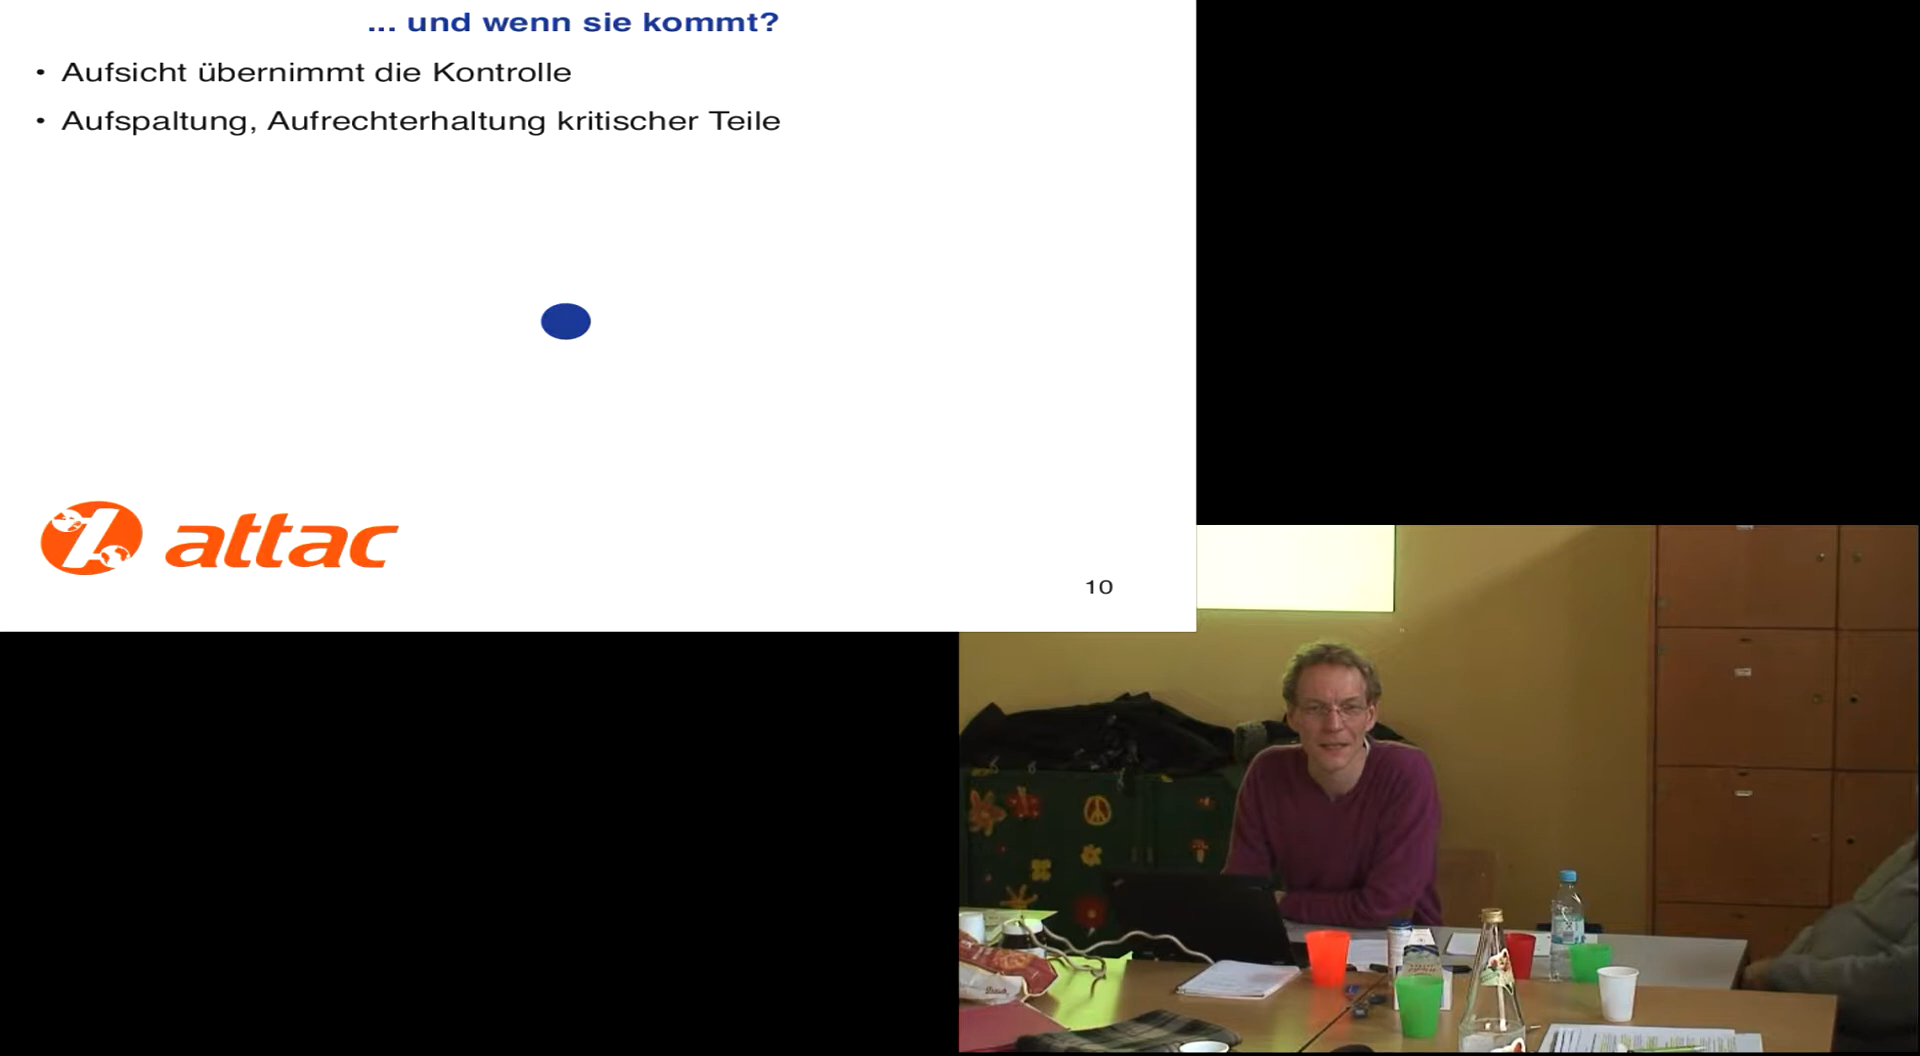 ... und wenn sie kommt?
• Aufsicht übernimmt die Kontrolle
• Aufspaltung, Aufrechterhaltung kritischer Teile
attac
10